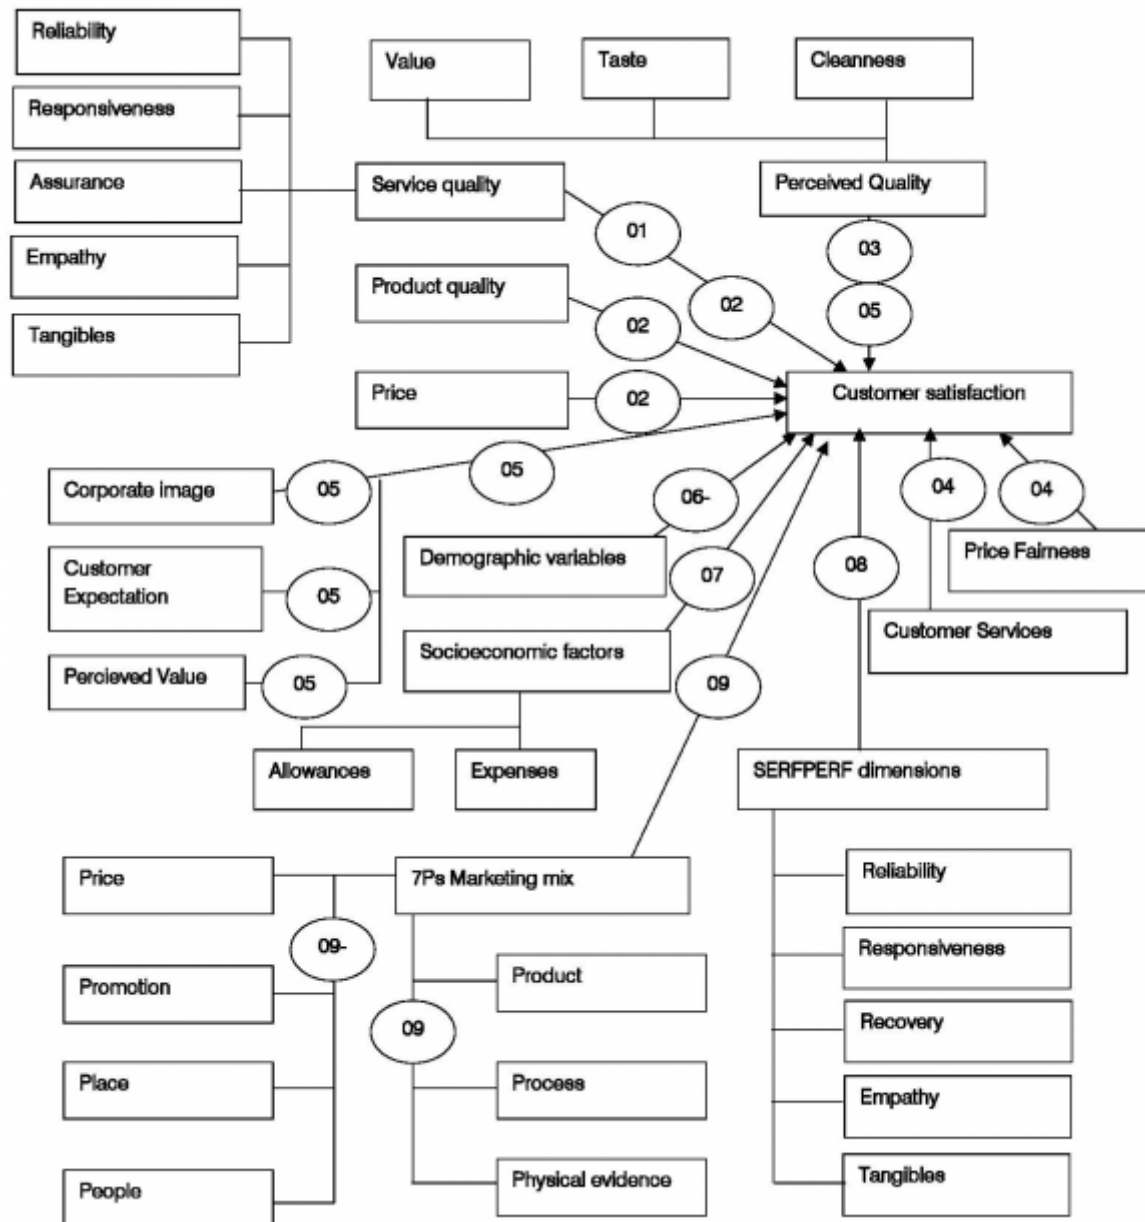 Reliability
Responsiveness
Assurance
Empathy
Tangibles
Value
Taste
Cleanness
Service quality
Perceived Quality
01
02
03
05
Product quality
02
Price
02
Customer satisfaction
Corporate image
05
05
Customer
Expectation
05
Percieved Value
05
06-
Demographic variables
07
Socioeconomic factors
Allowances
Expenses
09
08
04
04
Price Fairness
Customer Services
SERFPERF dimensions
Reliability
Responsiveness
Recovery
Empathy
Tangibles
7Ps Marketing mix
Price
09-
Promotion
Place
People
09
Product
Process
Physical evidence